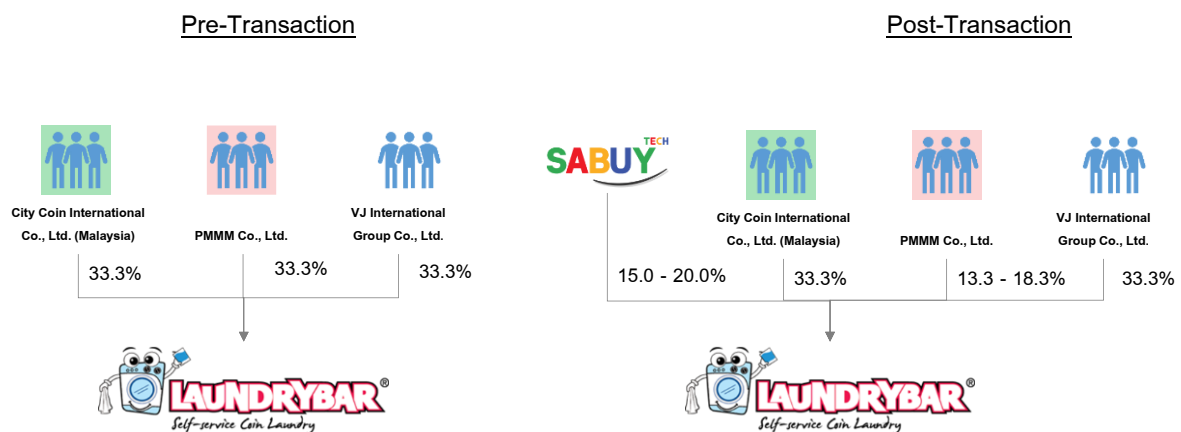 Pre-Transaction
City Coin International
Co., Ltd. (Malaysia)
PMMM Co., Ltd.
VJ International
Group Co., Ltd.
33.3%
33.3%
33.3%
LAUNDRYBAR®
Self-service Coin Laundry
Post-Transaction
TECH
SABUY
City Coin International
Co., Ltd. (Malaysia)
PMMM Co., Ltd.
VJ International
Group Co., Ltd.
15.0 - 20.0%
33.3%
13.3 - 18.3%
33.3%
LAUNDRYBAR®
Self-service Coin Laundry